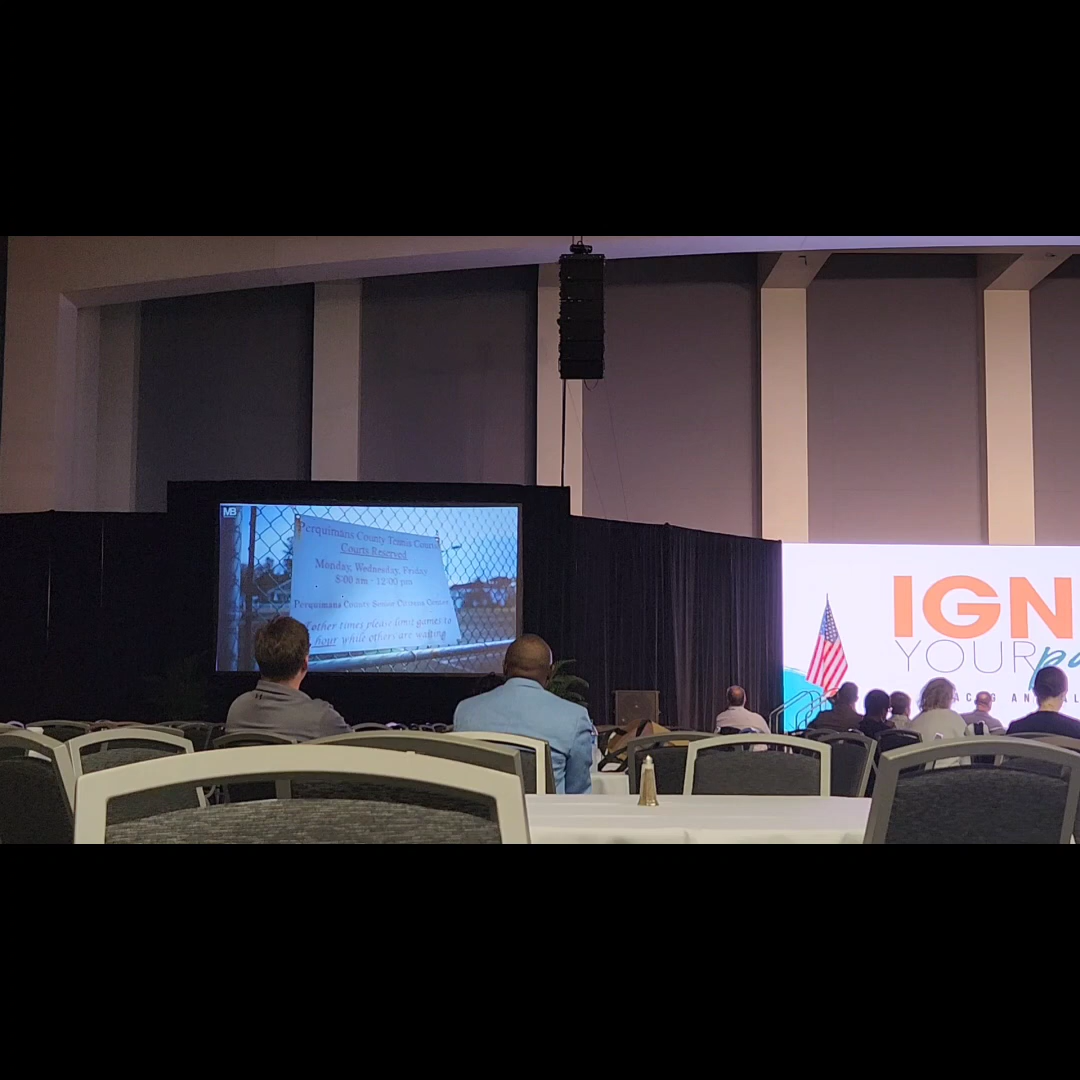 MB
Perquimans County Tennis Courts
Courts Reserved
Monday, Wednesday, Friday
8:00 am - 12:00 pm
Perquimans County Senior Citizens Center
other times please limit games to
hour while others are waiting
IGN
YOUR pa